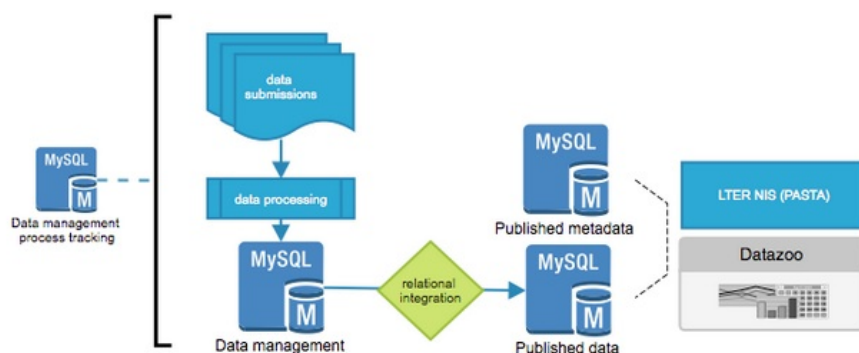 data
submissions
MySQL
M
Data management
process tracking
data processing
MySQL
M
Data management
relational
integration
MySQL
M
Published metadata
MySQL
M
Published data
LTER NIS (PASTA)
Datazoo